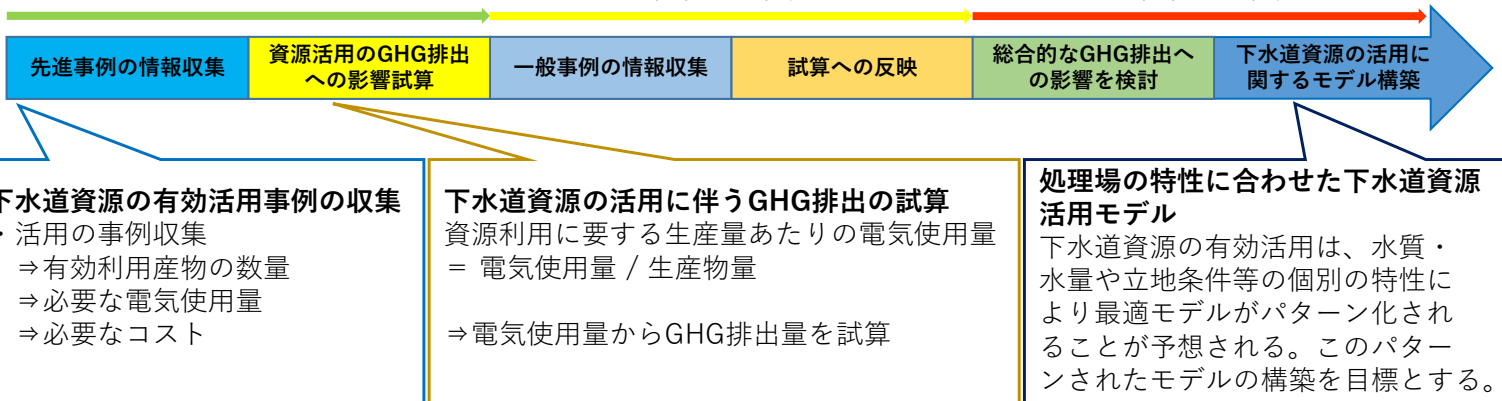 先進事例の情報収集
資源活用のGHG排出
への影響試算
一般事例の情報収集
試算への反映
総合的なGHG排出へ
の影響を検討
下水道資源の活用に
関するモデル構築
下水道資源の有効活用事例の収集
・活用の事例収集
⇒有効利用産物の数量
⇒必要な電気使用量
⇒必要なコスト
下水道資源の活用に伴うGHG排出の試算
資源利用に要する生産量あたりの電気使用量
= 電気使用量 / 生産物量
⇒電気使用量からGHG排出量を試算
処理場の特性に合わせた下水道資源
活用モデル
下水道資源の有効活用は、水質・
水量や立地条件等の個別の特性に
より最適モデルがパターン化され
ることが予想される。このパター
ンされたモデルの構築を目標とする。